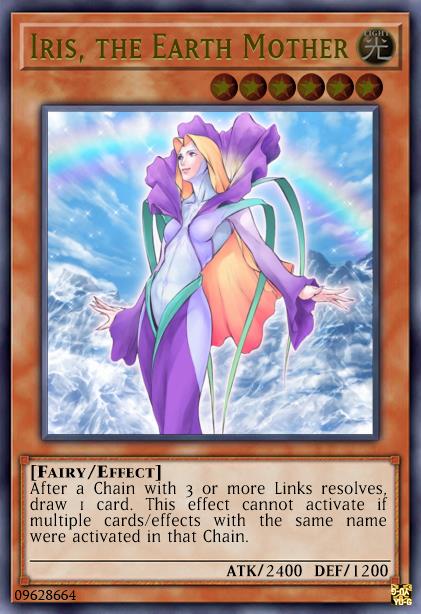 Iris, the Earth Mother
LIGHT
光
[Fairy/Effect]
After a Chain with 3 or more Links resolves,
draw 1 card. This effect cannot activate if
multiple cards/effects with the same name
were activated in that Chain.
ATK/2400 DEF/1200
09628664